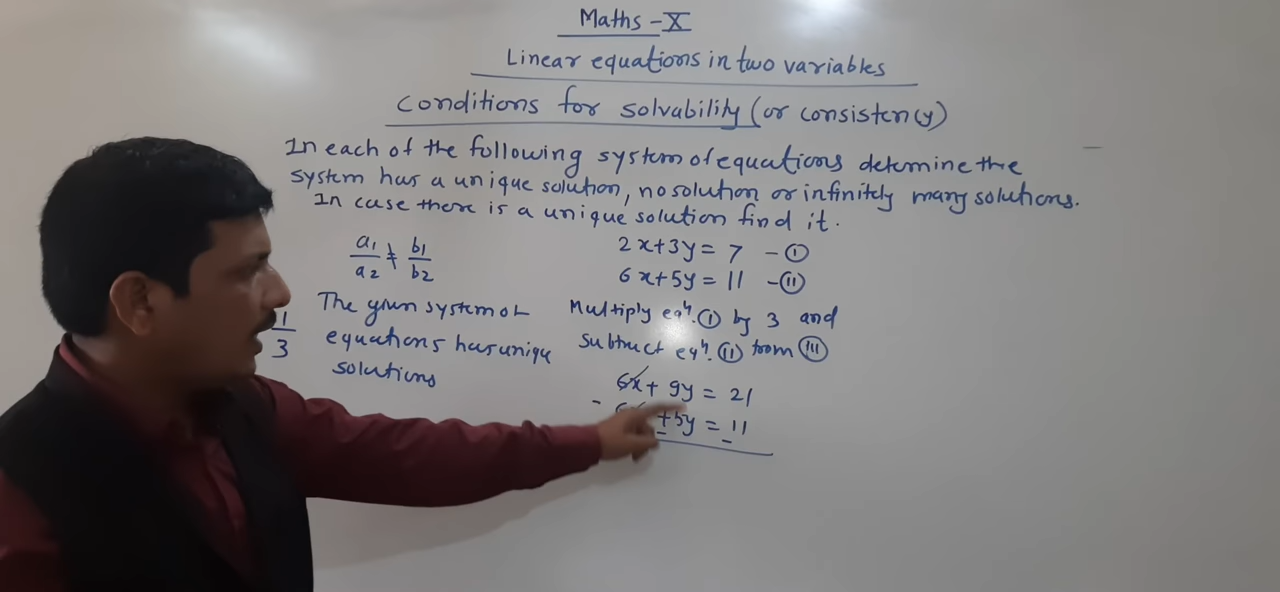 Maths - X
Linear equations in two variables
Conditions for solvability (or consistency)
In each of the following system of equations determine the
system has a unique solution, no solution or infinitely many solutions.
In case there is a unique solution find it.
a1/a2 ≠ b1/b2
1/3
The given system of
equations has unique
solutions
2x+3y = 7 - (I)
6x+5y = 11 - (II)
Multiply eqn. (I) by 3 and
Subtract eqn. (II) from (III)
6x + 9y = 21
+5y = 11